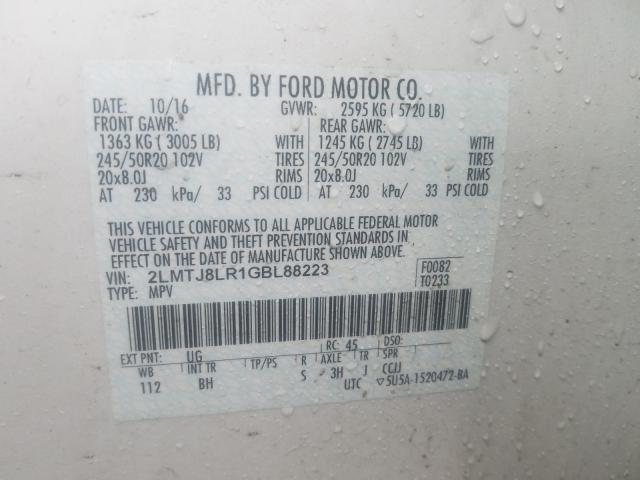 MFD. BY FORD MOTOR CO.
DATE: 10/16 GVWR: 2595 KG ( 5720 LB)
FRONT GAWR: REAR GAWR:
1363 KG ( 3005 LB) WITH 1245 KG ( 2745 LB) WITH
245/50R20 102V TIRES 245/50R20 102V TIRES
20x8.0J RIMS 20x8.0J RIMS
AT 230 kPa/ 33 PSI COLD AT 230 kPa/ 33 PSI COLD
THIS VEHICLE CONFORMS TO ALL APPLICABLE FEDERAL MOTOR
VEHICLE SAFETY AND THEFT PREVENTION STANDARDS IN
EFFECT ON THE DATE OF MANUFACTURE SHOWN ABOVE.
VIN: 2LMTJ8LR1GBL88223 F0082
TYPE: MPV T0233
EXT PNT: UG RC: 45 DSO:
WB INT TR TP/PS R AXLE TR SPR
112 BH S 3H J CCJJ
UTC 5U5A-1520472-BA